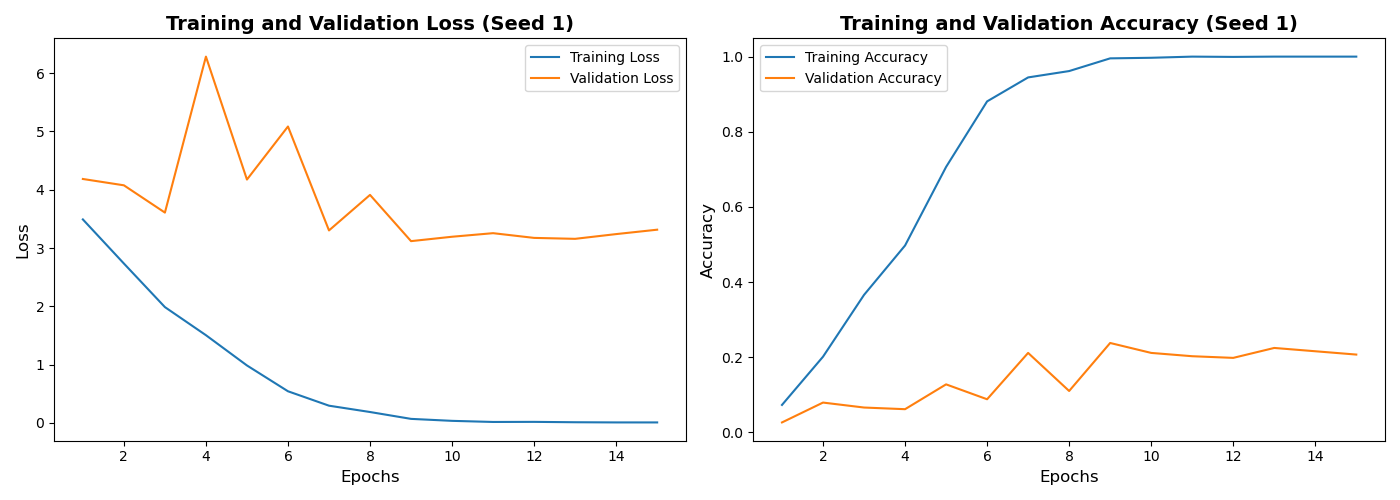 Training and Validation Loss (Seed 1)
Training Loss
Validation Loss
6
5
4
3
2
1
0
Loss
2 4 6 8 10 12 14
Epochs
Training and Validation Accuracy (Seed 1)
Training Accuracy
Validation Accuracy
1.0
0.8
0.6
0.4
0.2
0.0
Accuracy
2 4 6 8 10 12 14
Epochs